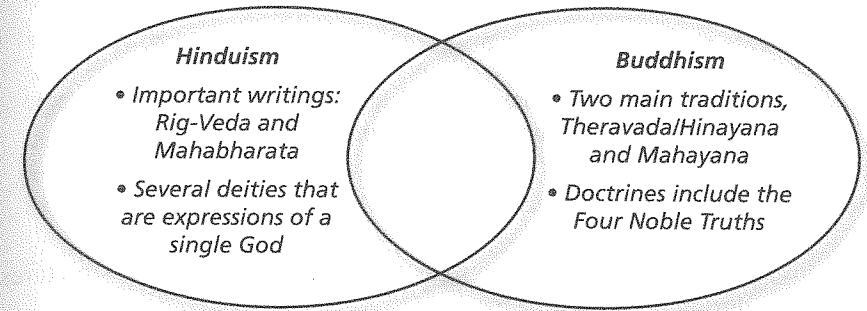 Hinduism
• Important writings:
Rig-Veda and
Mahabharata
• Several deities that
are expressions of a
single God
Buddhism
• Two main traditions,
Theravada/Hinayana
and Mahayana
• Doctrines include the
Four Noble Truths